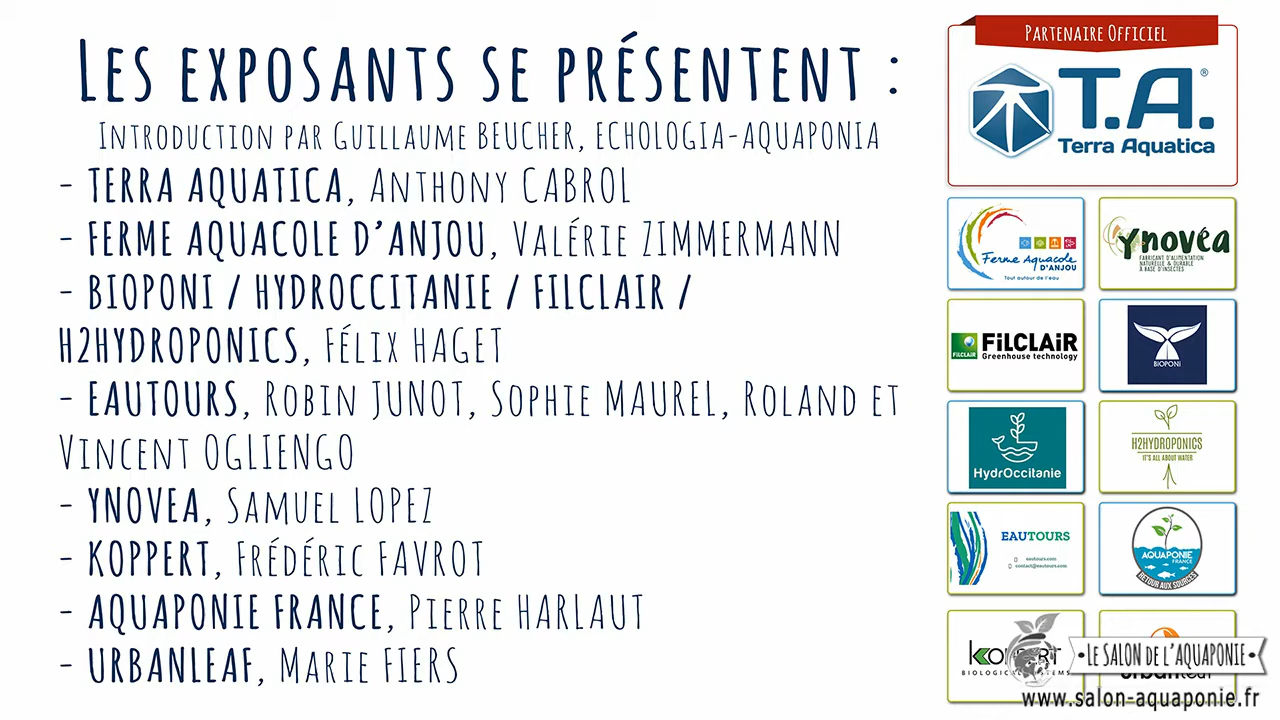 Les exposants se présentent :
Introduction par Guillaume BEUCHER, ECHOLOGIA-AQUAPONIA
- TERRA AQUATICA, Anthony CABROL
- FERME AQUACOLE D'ANJOU, Valérie ZIMMERMANN
- BIOPONI / HYDROCCITANIE / FILCLAIR /
H2HYDROPONICS, Félix HAGET
- EAUTOURS, Robin JUNOT, Sophie MAUREL, Roland et
Vincent OGLIENGO
- YNOVEA, Samuel LOPEZ
- KOPPERT, Frédéric FAVROT
- AQUAPONIE FRANCE, Pierre HARLAUT
- URBANLEAF, Marie FIERS
Partenaire Officiel
T.A.®
Terra Aquatica
Ferme Aquacole
D'ANJOU
Tout autour de l'eau
Ynovéa
FABRICANT D'ALIMENTATION
NATURELLE & DURABLE
À BASE D'INSECTES
FILCLAIR
FiLCLAiR
Greenhouse technology
BIOPONI
HydrOccitanie
H2HYDROPONICS
IT'S ALL ABOUT WATER
EAUTOURS
eautours.com
contact@eautours.com
AQUAPONIE
FRANCE
RETOUR AUX SOURCES
BIOLOGICAL SYSTEMS
• LE SALON DE L'AQUAPONIE •
www.salon-aquaponie.fr